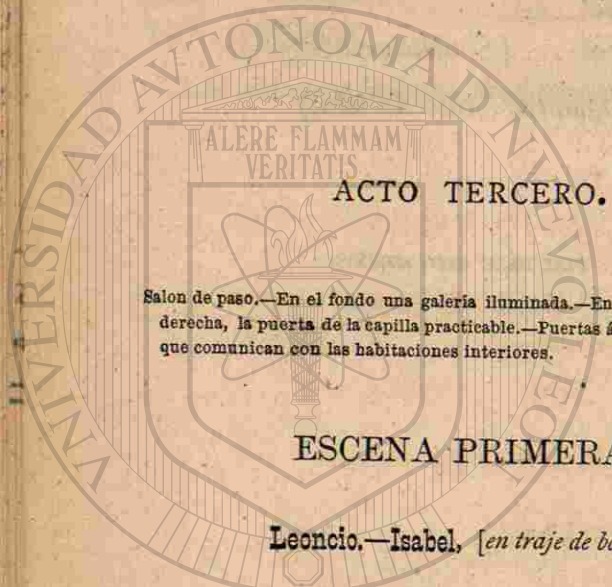 UNIVERSIDAD AUTONOMA DE NUEVO LEON
ALERE FLAMMAM
VERITATIS
ACTO TERCERO.
Salon de paso.—En el fondo una galería iluminada.—En
derecha, la puerta de la capilla practicable.—Puertas á
que comunican con las habitaciones interiores.
ESCENA PRIMERA
Leoncio.—Isabel, [en traje de